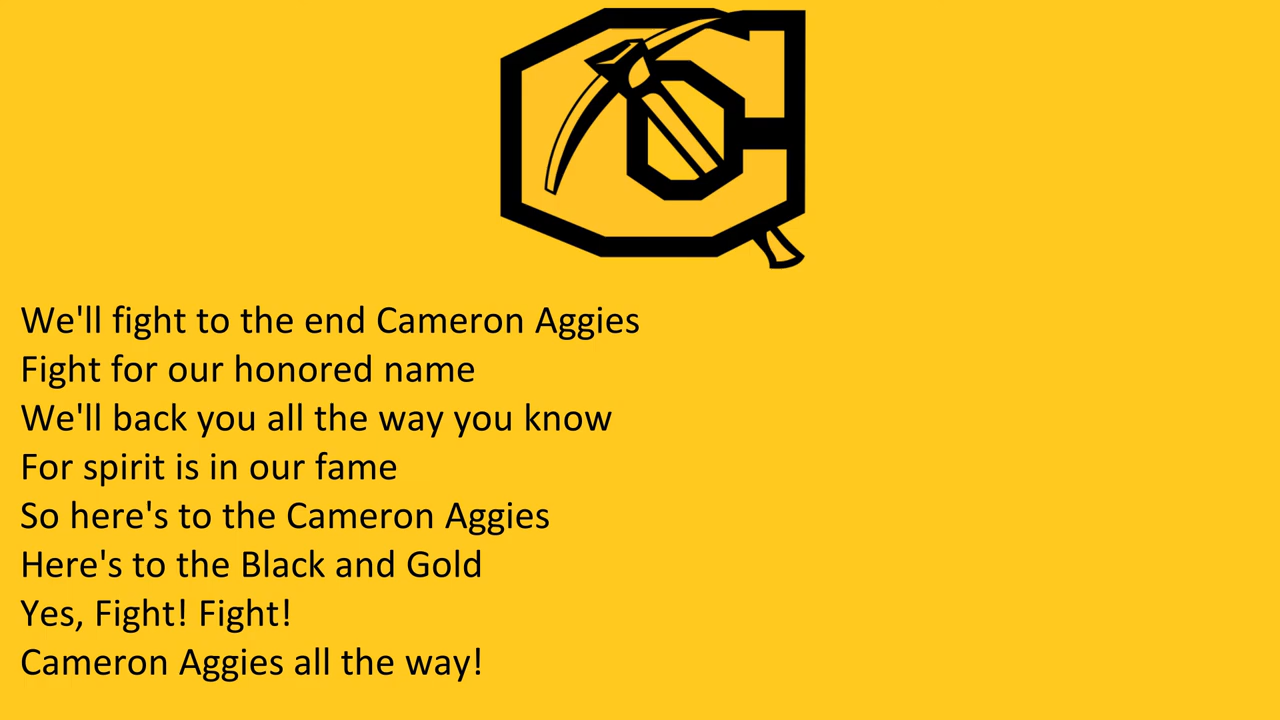 We'll fight to the end Cameron Aggies
Fight for our honored name
We'll back you all the way you know
For spirit is in our fame
So here's to the Cameron Aggies
Here's to the Black and Gold
Yes, Fight! Fight!
Cameron Aggies all the way!